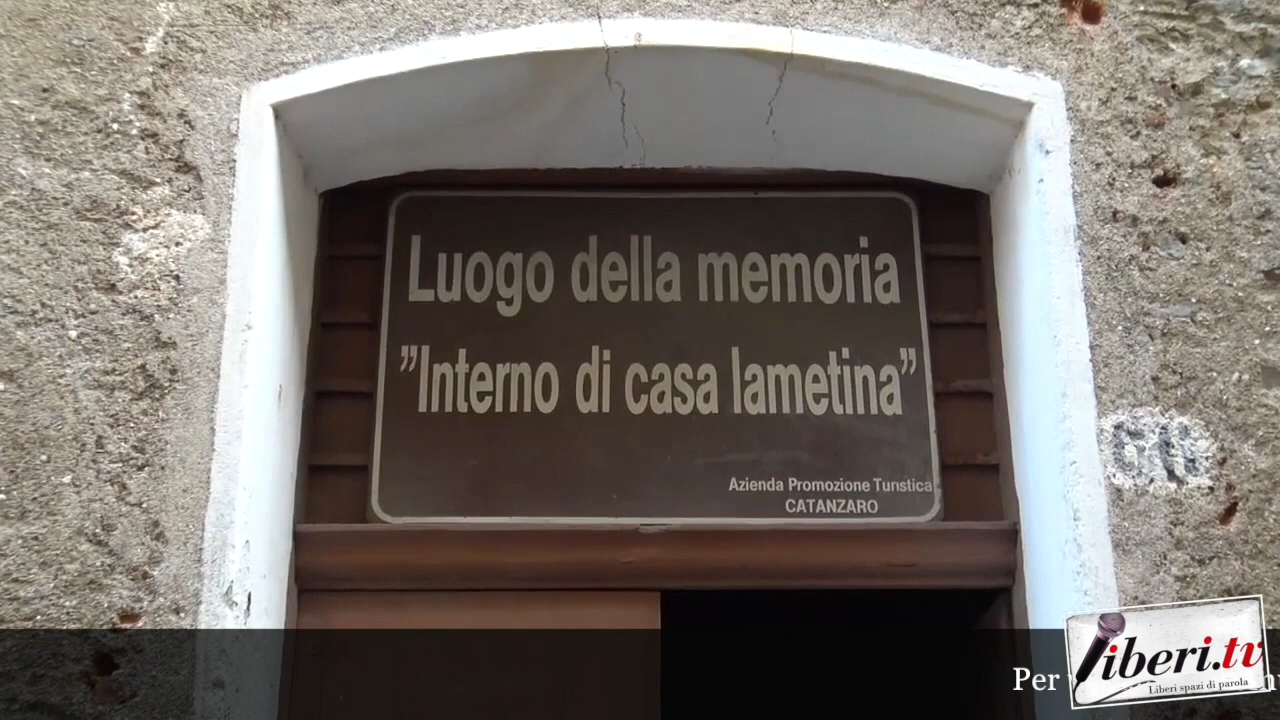 Luogo della memoria
”Interno di casa lametina”
Azienda Promozione Turistica
CATANZARO
Per
liberi.tv
Liberi spazi di parola